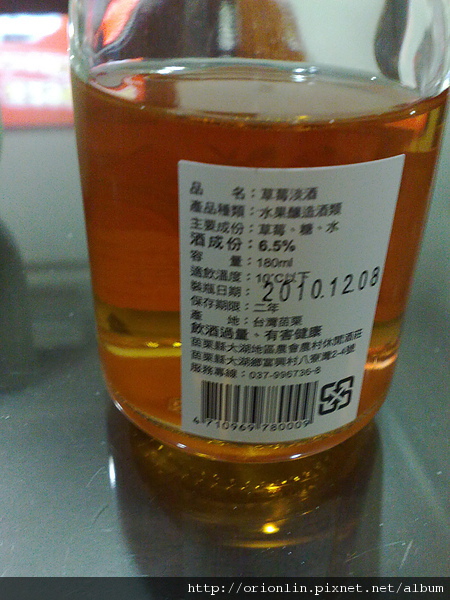 品　　名：草莓淡酒
產品種類：水果釀造酒類
主要成份：草莓、糖、水
酒成份：6.5%
容　　量：180ml
適飲溫度：10℃以下
裝瓶日期：2010.12.08
保存期限：二年
產　　地：台灣苗栗
飲酒過量、有害健康
苗栗縣大湖地區農會農村休閒酒莊
苗栗縣大湖鄉富興村八寮灣2-4號
服務專線：037-996736-8
4 710969 780009
http://orionlin.pixnet.net/album